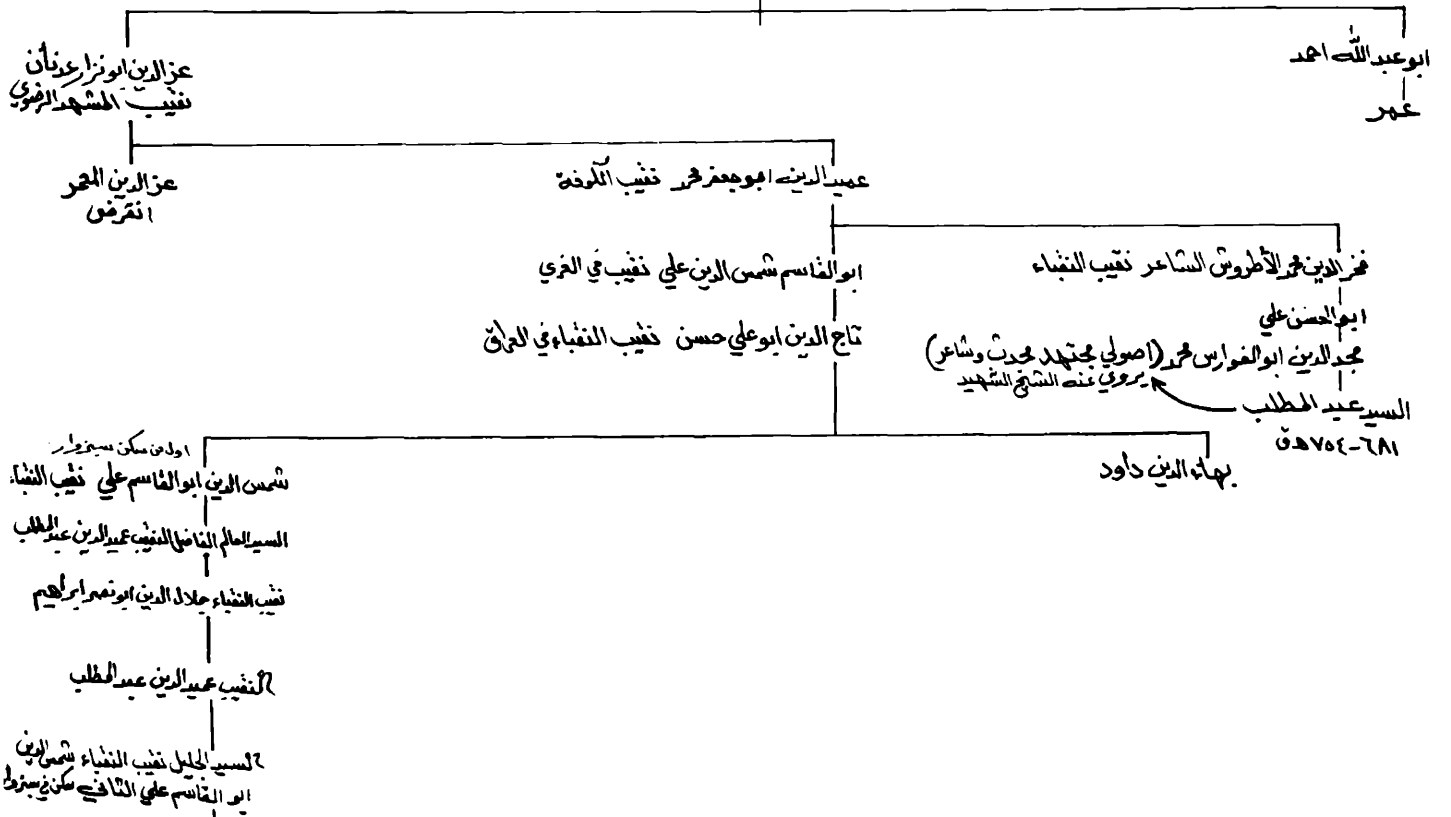 ابو عبد الله احمد
عمر
عز الدين ابو نزار عدنان
نقيب المشهد الرضوي
عميد الدين ابو جعفر محمد نقيب الكوفة
عز الدين المعمر
انقرض
فخر الدين محمد الأطروش الشاعر نقيب النقباء
ابو الحسن علي
مجد الدين ابو الفوارس محمد (اصولي مجتهد محدث وشاعر)
يروي عنه الشيخ الشهيد
السيد عبد المطلب
٦٨١-٧٥٤هـ ق
ابو القاسم شمس الدين علي نقيب في الغري
تاج الدين ابو علي حسن نقيب النقباء في العراق
بهاء الدين داود
اول من سكن سبزوار
شمس الدين ابو القاسم علي نقيب النقباء
السيد العالم الفاضل النقيب عميد الدين عبد المطلب
نقيب النقباء جلال الدين ابو نصر ابراهيم
النقيب عميد الدين عبد المطلب
السيد الجليل نقيب النقباء شمس الدين
ابو القاسم علي الثاني سكن في سبزوار